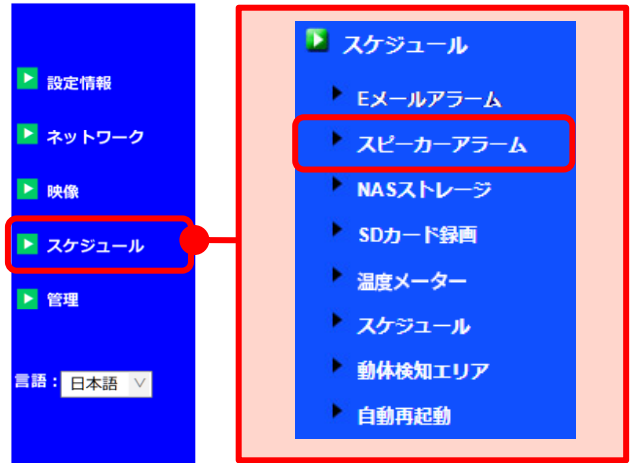 設定情報
ネットワーク
映像
スケジュール
管理
言語：日本語
スケジュール
Eメールアラーム
スピーカーアラーム
NASストレージ
SDカード録画
温度メーター
スケジュール
動体検知エリア
自動再起動